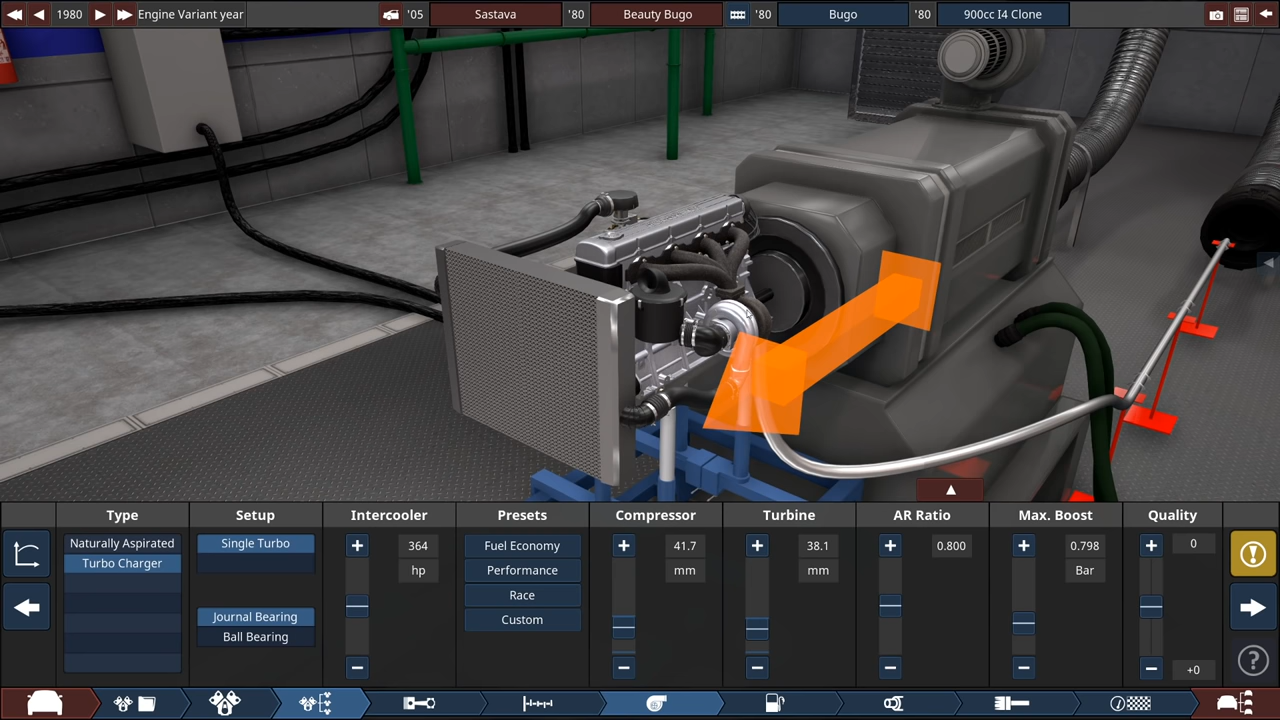 1980 Engine Variant year '05 Sastava '80 Beauty Bugo '80 Bugo '80 900cc I4 Clone
Type Setup Intercooler Presets Compressor Turbine AR Ratio Max. Boost Quality
Naturally Aspirated Single Turbo 364 Fuel Economy 41.7 38.1 0.800 0.798 0
Turbo Charger hp Performance mm mm Bar
Race
Journal Bearing Custom
Ball Bearing
+0